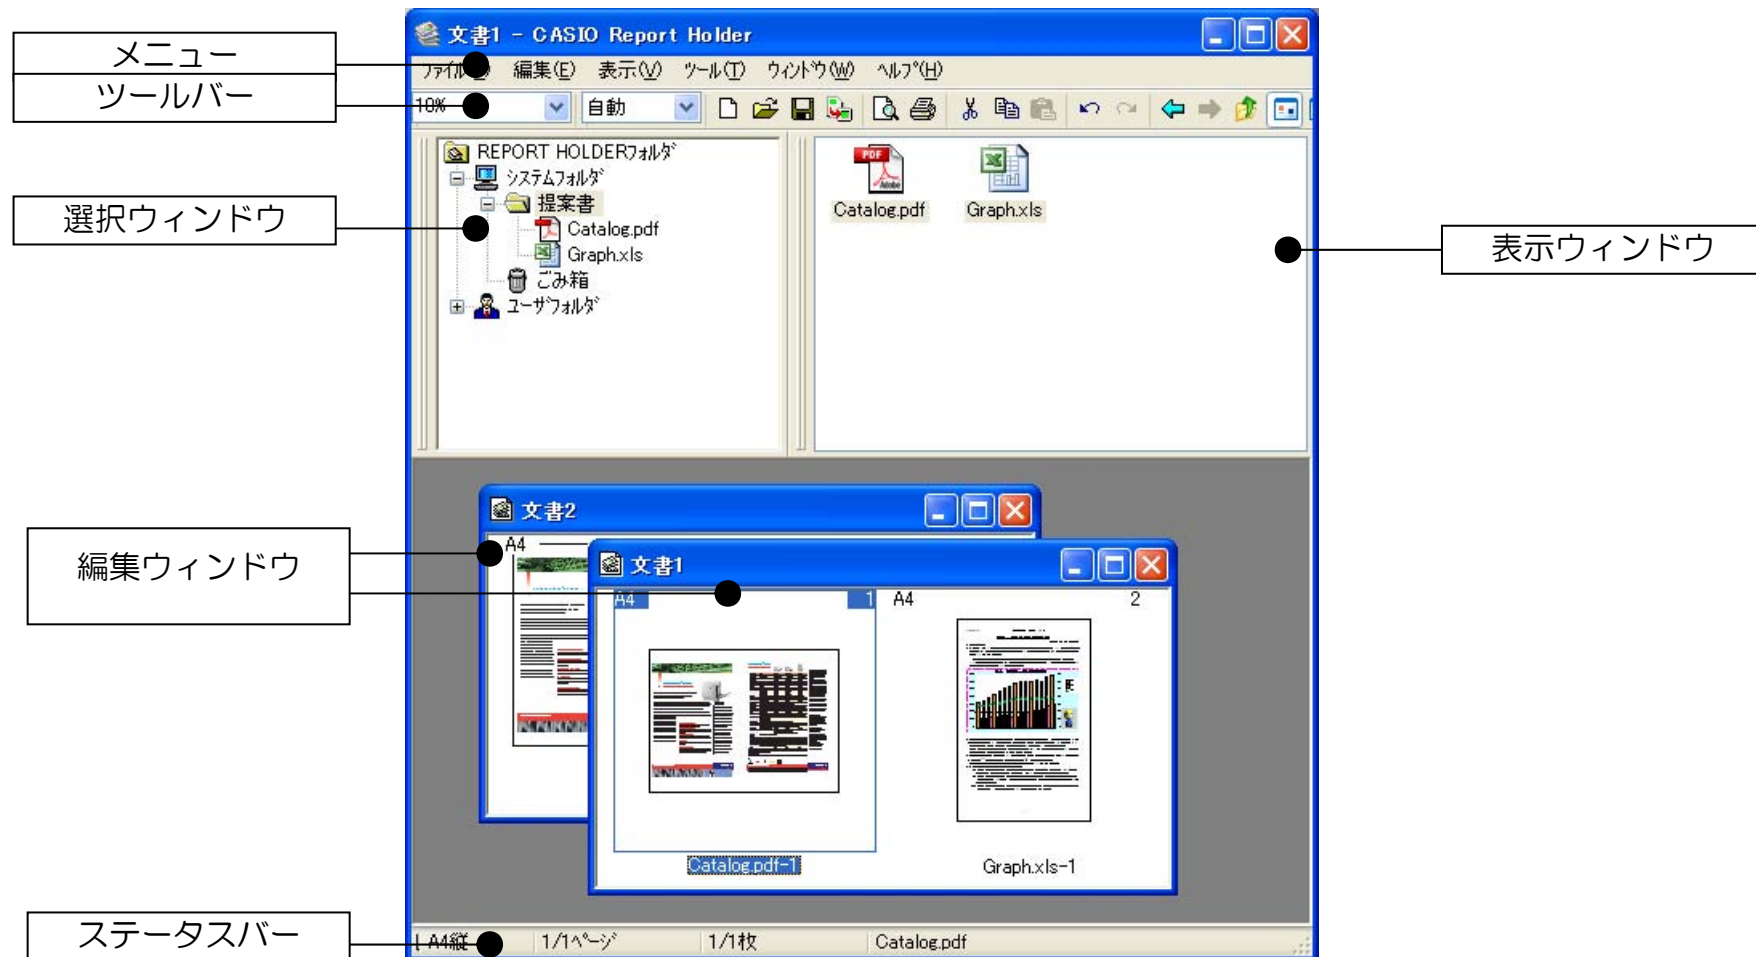 文書1 - CASIO Report Holder
メニュー
編集(E) 表示(V) ツール(T) ウィンドウ(W) ヘルプ(H)
ツールバー
10% 自動
REPORT HOLDERフォルダ
システムフォルダ
提案書
Catalog.pdf
Graph.xls
ごみ箱
ユーザフォルダ
選択ウィンドウ
PDF
Adobe
Catalog.pdf Graph.xls
表示ウィンドウ
文書2
A4
編集ウィンドウ
文書1
A4 1 A4 2
Catalog.pdf-1 Graph.xls-1
ステータスバー
A4縦 1/1ページ 1/1枚 Catalog.pdf